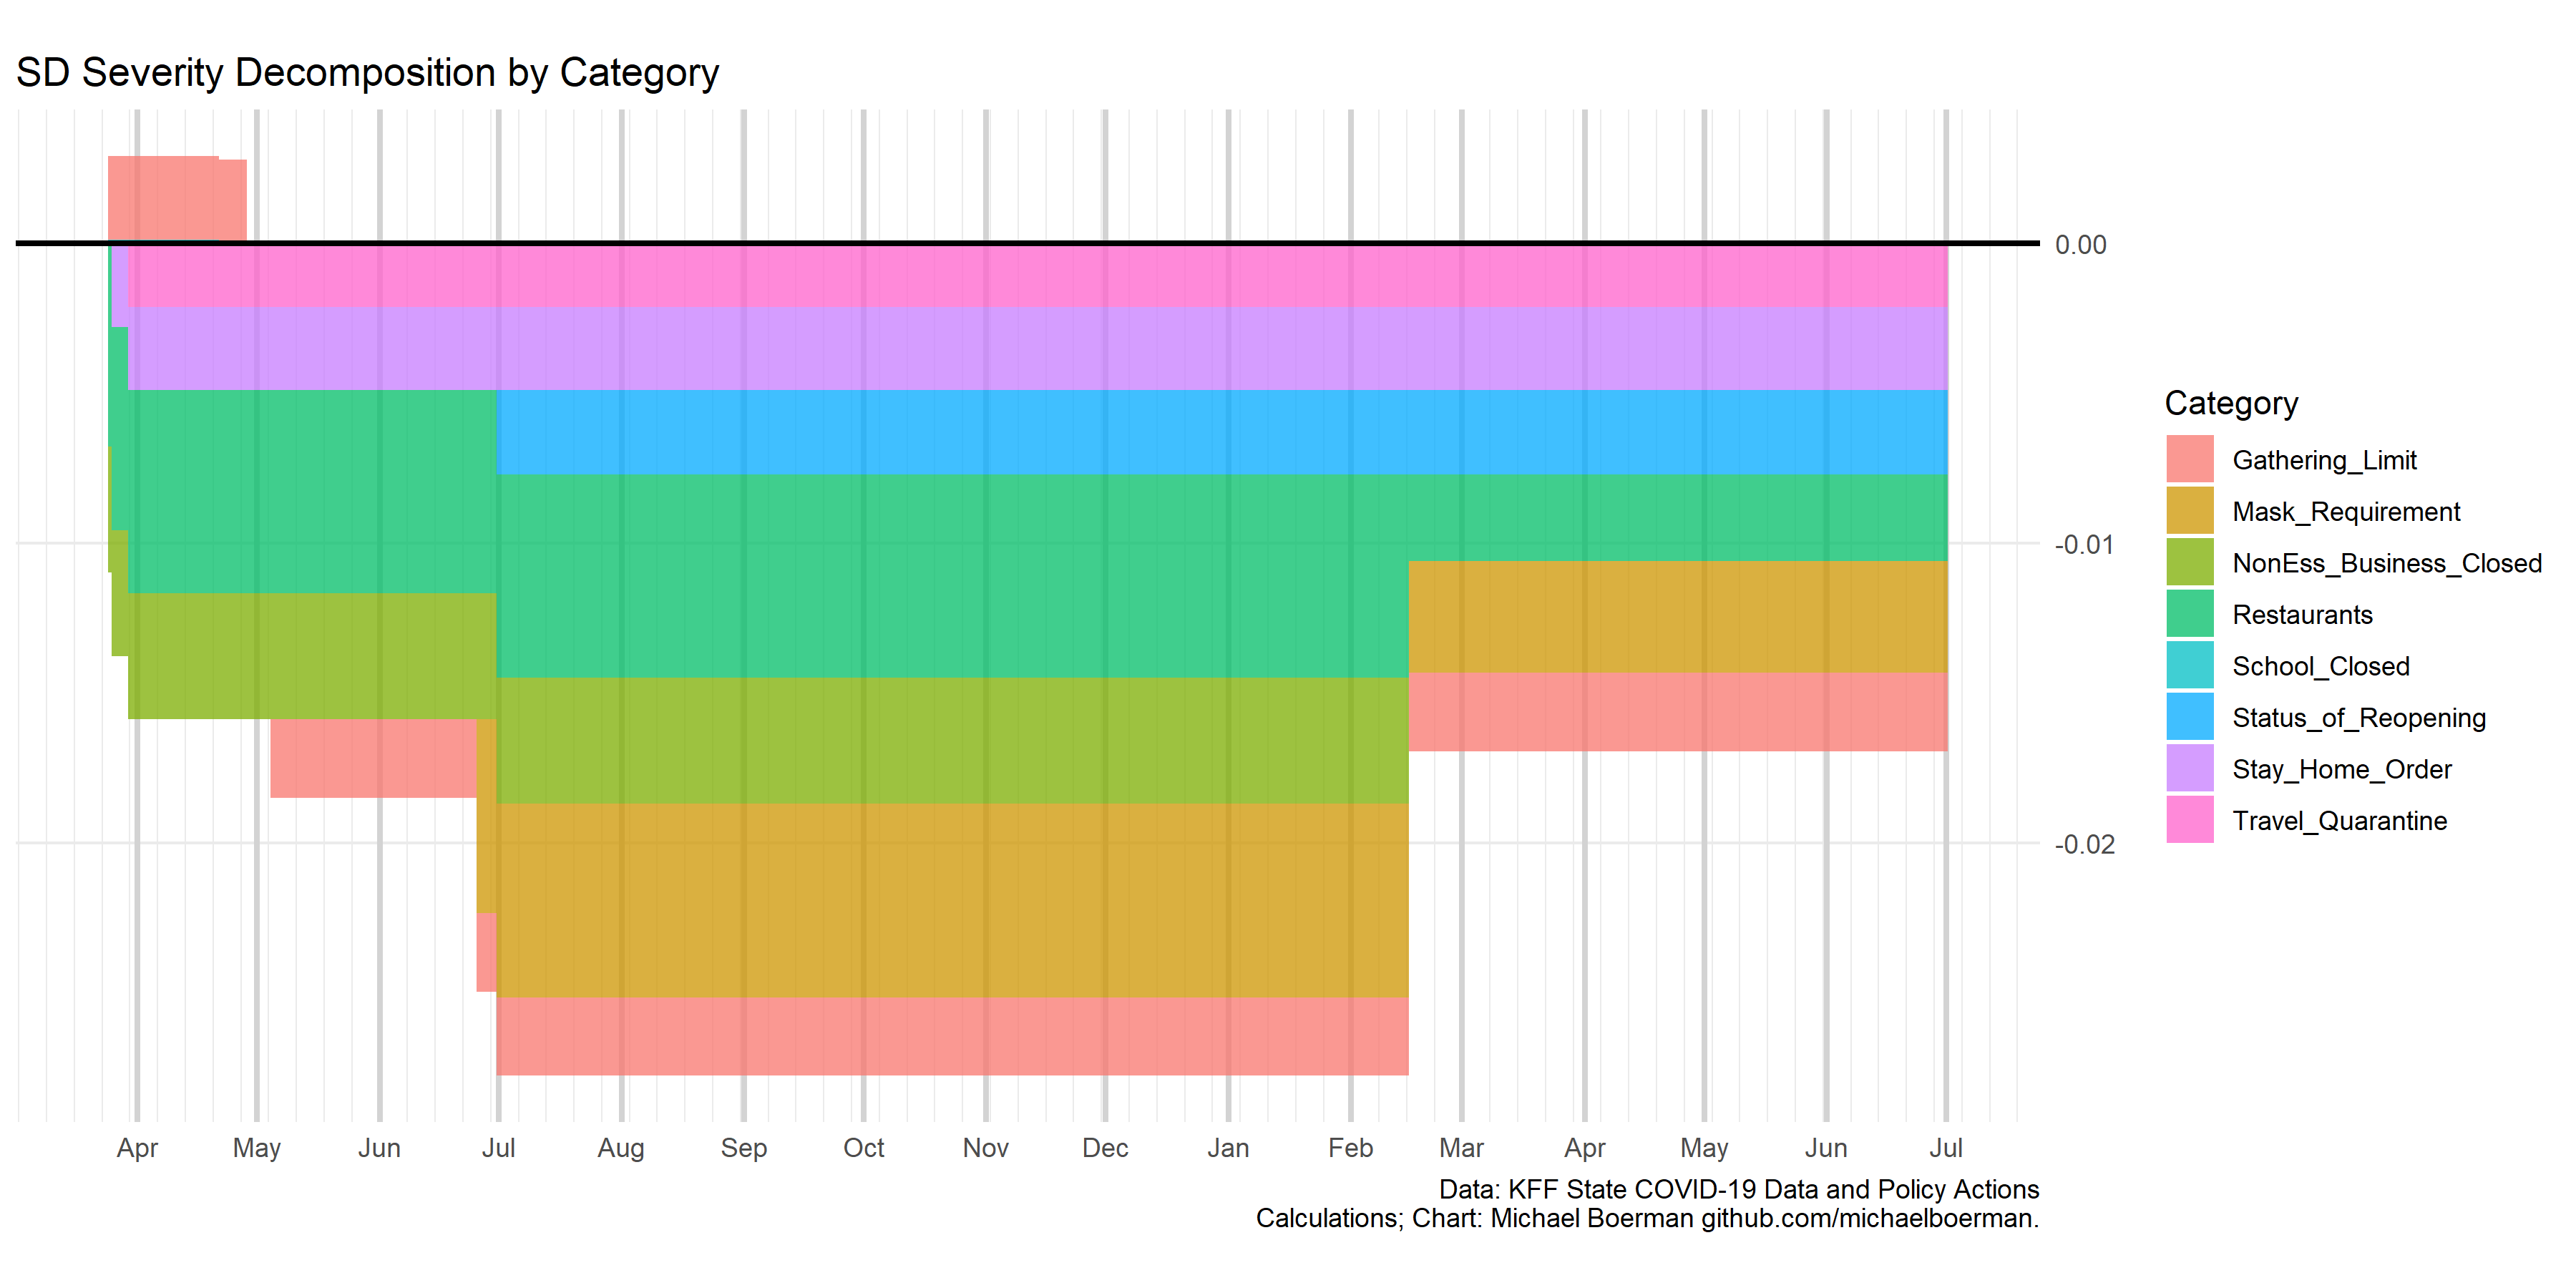 SD Severity Decomposition by Category
0.00
-0.01
-0.02
Apr May Jun Jul Aug Sep Oct Nov Dec Jan Feb Mar Apr May Jun Jul
Category
Gathering_Limit
Mask_Requirement
NonEss_Business_Closed
Restaurants
School_Closed
Status_of_Reopening
Stay_Home_Order
Travel_Quarantine
Data: KFF State COVID-19 Data and Policy Actions
Calculations; Chart: Michael Boerman github.com/michaelboerman.